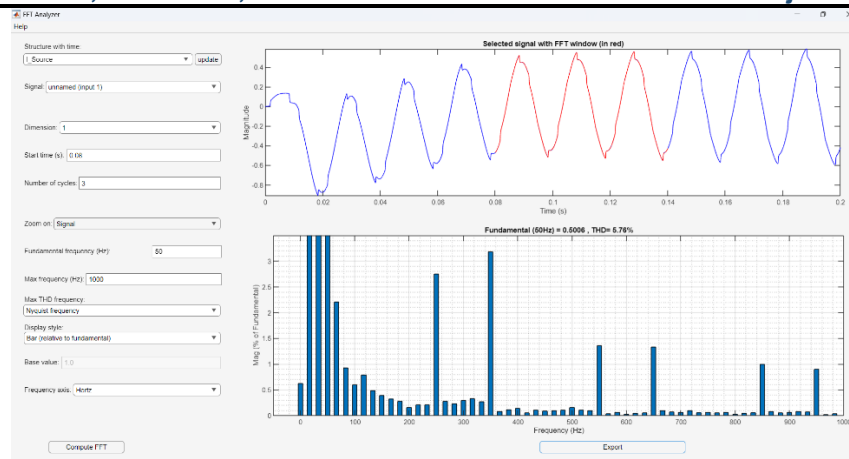 FFT Analyzer
Help
Structure with time:
I_Source
update
Signal: unnamed (input 1)
Dimension: 1
Start time (s): 0.08
Number of cycles: 3
Zoom on: Signal
Fundamental frequency (Hz): 50
Max frequency (Hz): 1000
Max THD frequency:
Nyquist frequency
Display style:
Bar (relative to fundamental)
Base value: 1.0
Frequency axis: Hertz
Compute FFT
Selected signal with FFT window (in red)
Magnitude
0.4
0.2
0
-0.2
-0.4
-0.6
-0.8
0 0.02 0.04 0.06 0.08 0.1 0.12 0.14 0.16 0.18 0.2
Time (s)
Fundamental (50Hz) = 0.5006 , THD= 5.76%
Mag (% of Fundamental)
3
2.5
2
1.5
1
0.5
0
0 100 200 300 400 500 600 700 800 900 1000
Frequency (Hz)
Export